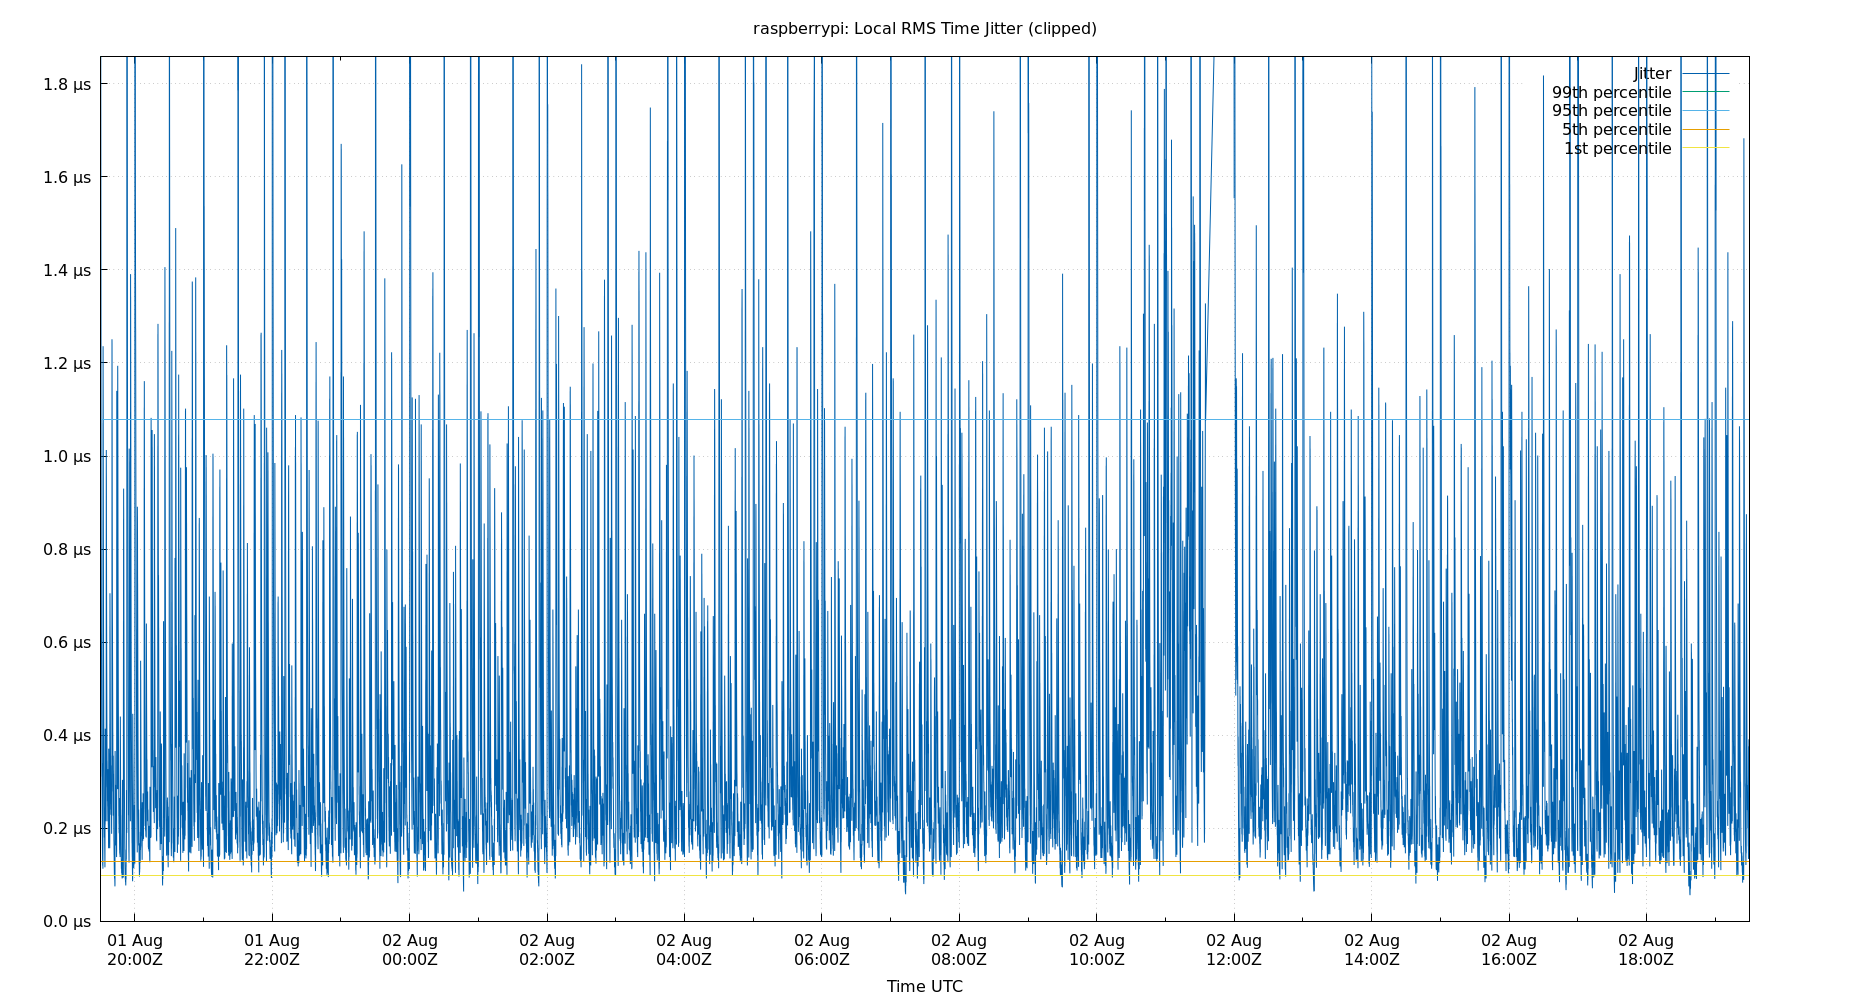 raspberrypi: Local RMS Time Jitter (clipped)
Jitter
99th percentile
95th percentile
5th percentile
1st percentile
1.8 μs
1.6 μs
1.4 μs
1.2 μs
1.0 μs
0.8 μs
0.6 μs
0.4 μs
0.2 μs
0.0 μs
01 Aug 01 Aug 02 Aug 02 Aug 02 Aug 02 Aug 02 Aug 02 Aug 02 Aug 02 Aug 02 Aug 02 Aug
20:00Z 22:00Z 00:00Z 02:00Z 04:00Z 06:00Z 08:00Z 10:00Z 12:00Z 14:00Z 16:00Z 18:00Z
Time UTC